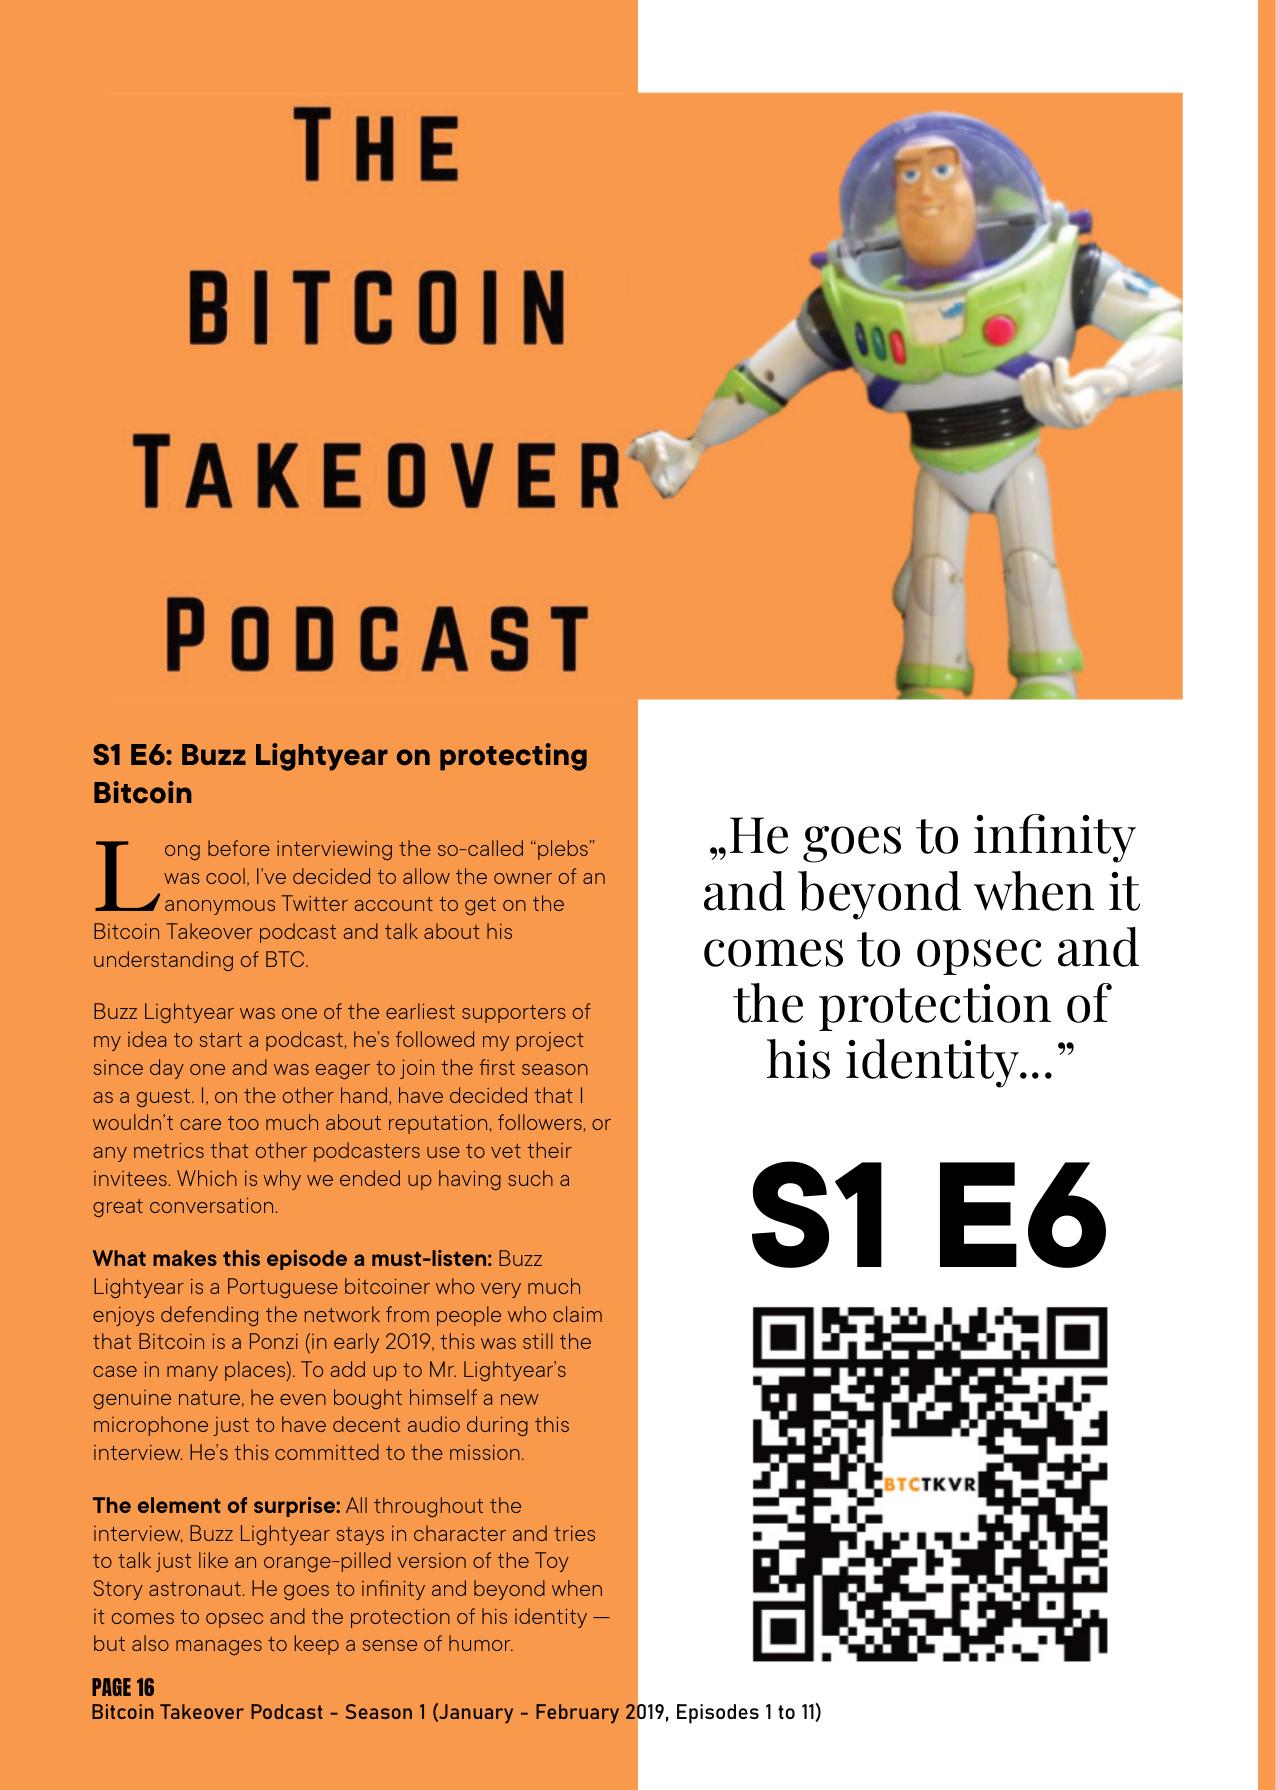 THE
BITCOIN
TAKEOVER
PODCAST
S1 E6: Buzz Lightyear on protecting
Bitcoin
Long before interviewing the so-called “plebs”
was cool, I’ve decided to allow the owner of an
anonymous Twitter account to get on the
Bitcoin Takeover podcast and talk about his
understanding of BTC.
Buzz Lightyear was one of the earliest supporters of
my idea to start a podcast, he’s followed my project
since day one and was eager to join the first season
as a guest. I, on the other hand, have decided that I
wouldn’t care too much about reputation, followers, or
any metrics that other podcasters use to vet their
invitees. Which is why we ended up having such a
great conversation.
What makes this episode a must-listen: Buzz
Lightyear is a Portuguese bitcoiner who very much
enjoys defending the network from people who claim
that Bitcoin is a Ponzi (in early 2019, this was still the
case in many places). To add up to Mr. Lightyear’s
genuine nature, he even bought himself a new
microphone just to have decent audio during this
interview. He’s this committed to the mission.
The element of surprise: All throughout the
interview, Buzz Lightyear stays in character and tries
to talk just like an orange-pilled version of the Toy
Story astronaut. He goes to infinity and beyond when
it comes to opsec and the protection of his identity —
but also manages to keep a sense of humor.
„He goes to infinity
and beyond when it
comes to opsec and
the protection of
his identity...”
S1 E6
BTCTKVR
PAGE 16
Bitcoin Takeover Podcast - Season 1 (January - February 2019, Episodes 1 to 11)